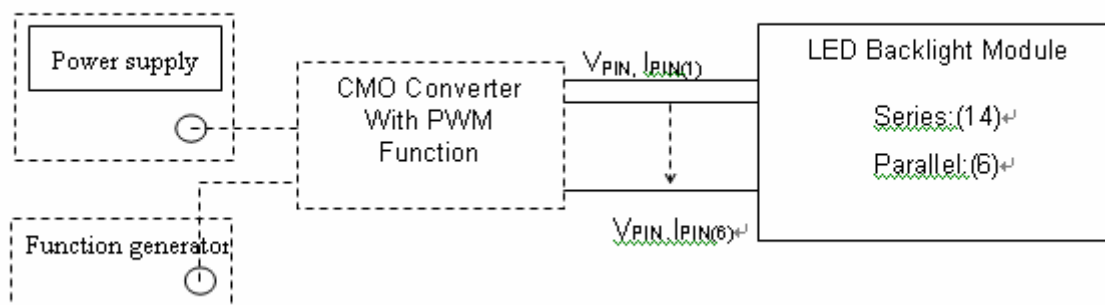 Power supply
CMO Converter
With PWM
Function
VPIN, IPIN(1)
VPIN, IPIN(6)↵
LED Backlight Module
Series:(14)↵
Parallel:(6)↵
Function generator